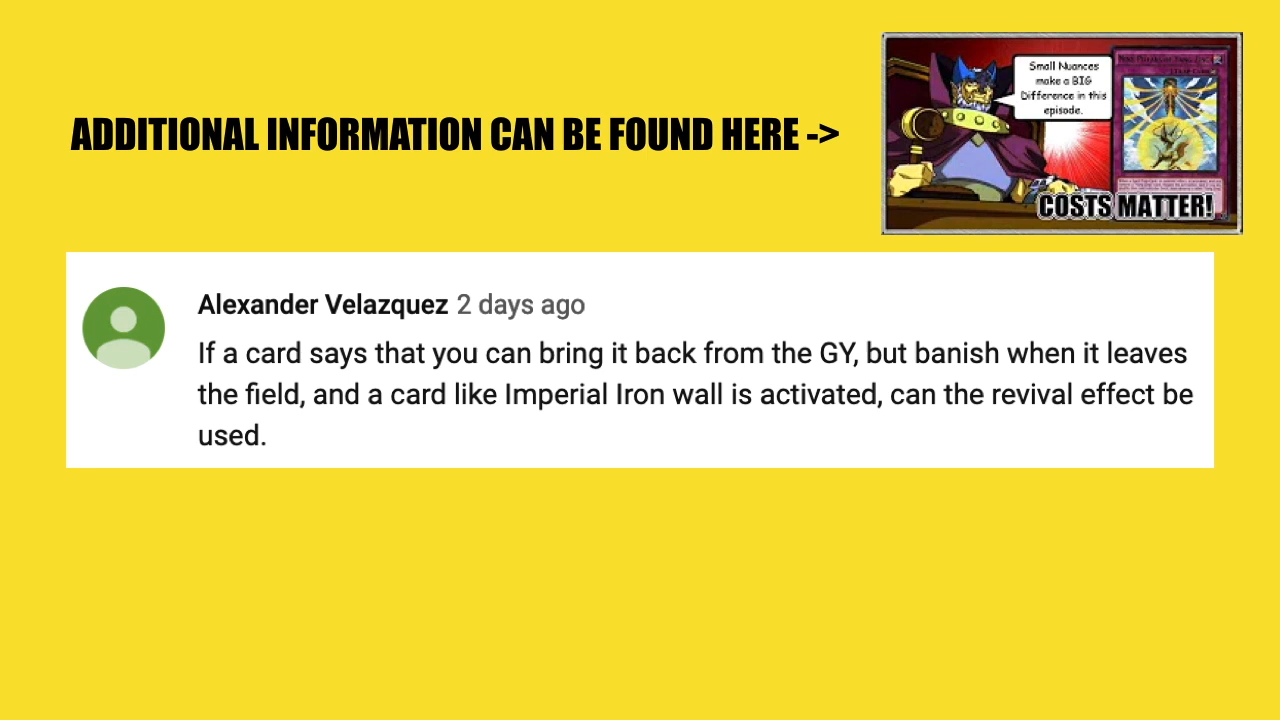 Small Nuances
make a BIG
Difference in this
episode.
ADDITIONAL INFORMATION CAN BE FOUND HERE ->
COSTS MATTER!
Alexander Velazquez 2 days ago
If a card says that you can bring it back from the GY, but banish when it leaves
the field, and a card like Imperial Iron wall is activated, can the revival effect be
used.